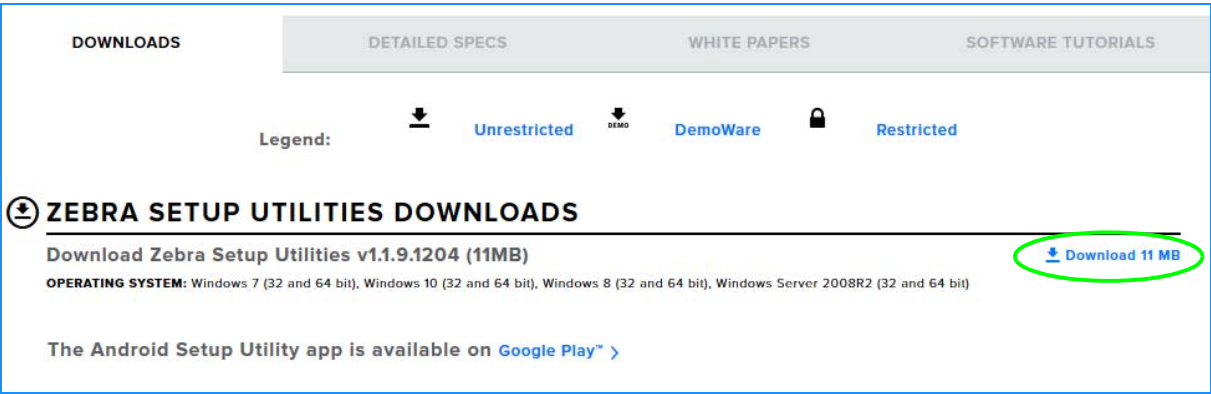 DOWNLOADS DETAILED SPECS WHITE PAPERS SOFTWARE TUTORIALS
Legend: Unrestricted DEMO DemoWare Restricted
ZEBRA SETUP UTILITIES DOWNLOADS
Download Zebra Setup Utilities v1.1.9.1204 (11MB) Download 11 MB
OPERATING SYSTEM: Windows 7 (32 and 64 bit), Windows 10 (32 and 64 bit), Windows 8 (32 and 64 bit), Windows Server 2008R2 (32 and 64 bit)
The Android Setup Utility app is available on Google Play™ >